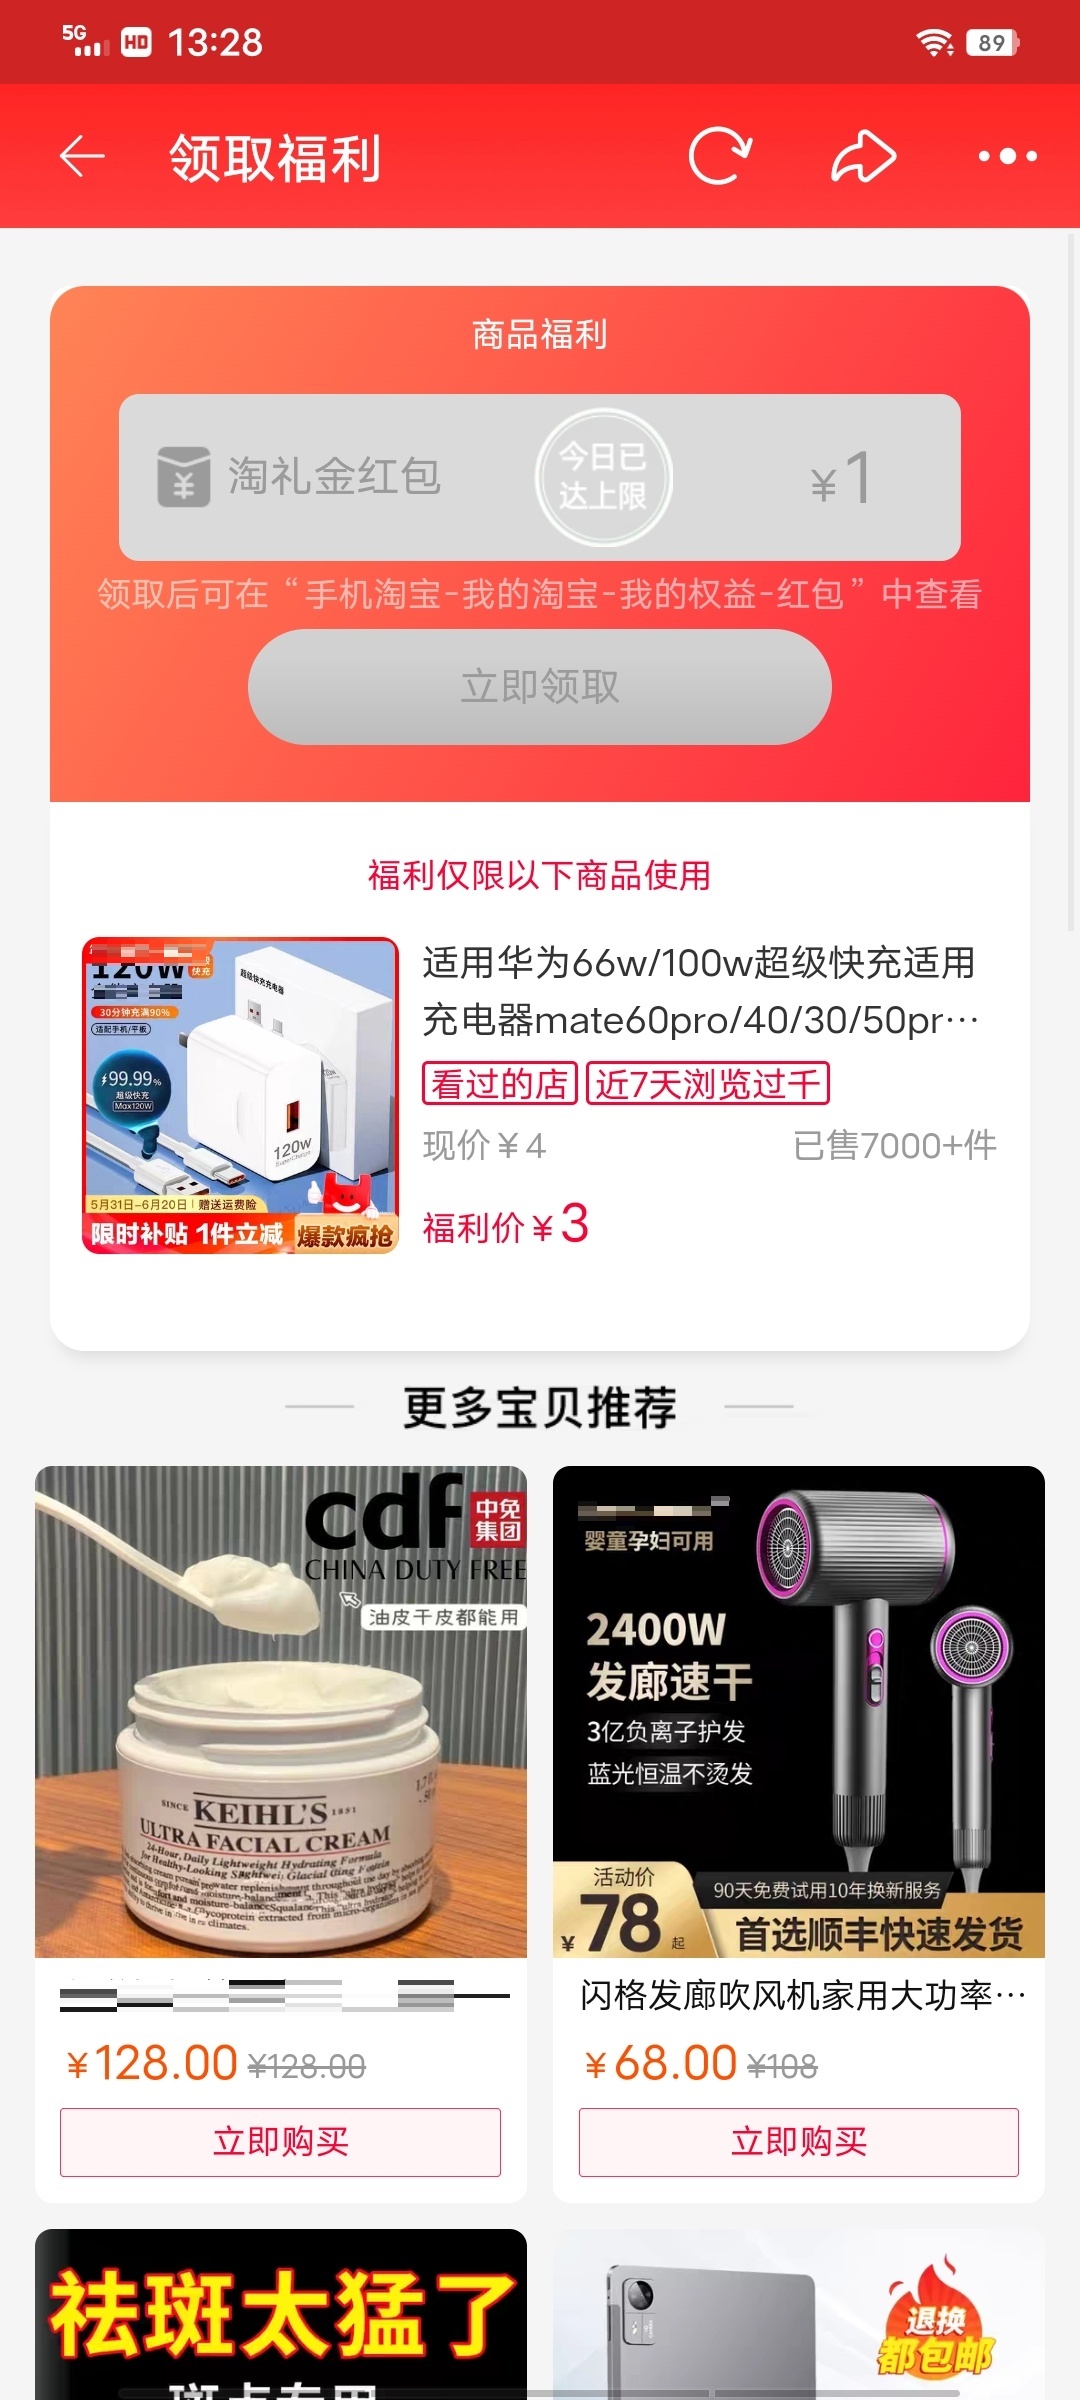 5G HD 13:28 89
领取福利
商品福利
淘礼金红包
今日已
达上限
¥1
领取后可在“手机淘宝-我的淘宝-我的权益-红包”中查看
立即领取
福利仅限以下商品使用
120W
快充
30分钟充满90%
适配手机/平板
超级快充充电器
⚡99.99%
超级快充
Max120W
120W
SuperCharge
5月31日-6月20日 | 赠送运费险
限时补贴 1件立减
爆款疯抢
适用华为66w/100w超级快充适用
充电器mate60pro/40/30/50pr…
看过的店 近7天浏览过千
现价¥4 已售7000+件
福利价¥3
更多宝贝推荐
cdf 中免
集团
CHINA DUTY FREE
油皮干皮都能用
SINCE KEIHL'S 1851
ULTRA FACIAL CREAM
24-Hour, Daily Lightweight Hydrating Formula
¥128.00 ¥128.00
立即购买
婴童孕妇可用
2400W
发廊速干
3亿负离子护发
蓝光恒温不烫发
活动价
¥78起
90天免费试用10年换新服务
首选顺丰快速发货
闪格发廊吹风机家用大功率…
¥68.00 ¥108
立即购买
祛斑太猛了
退换
都包邮